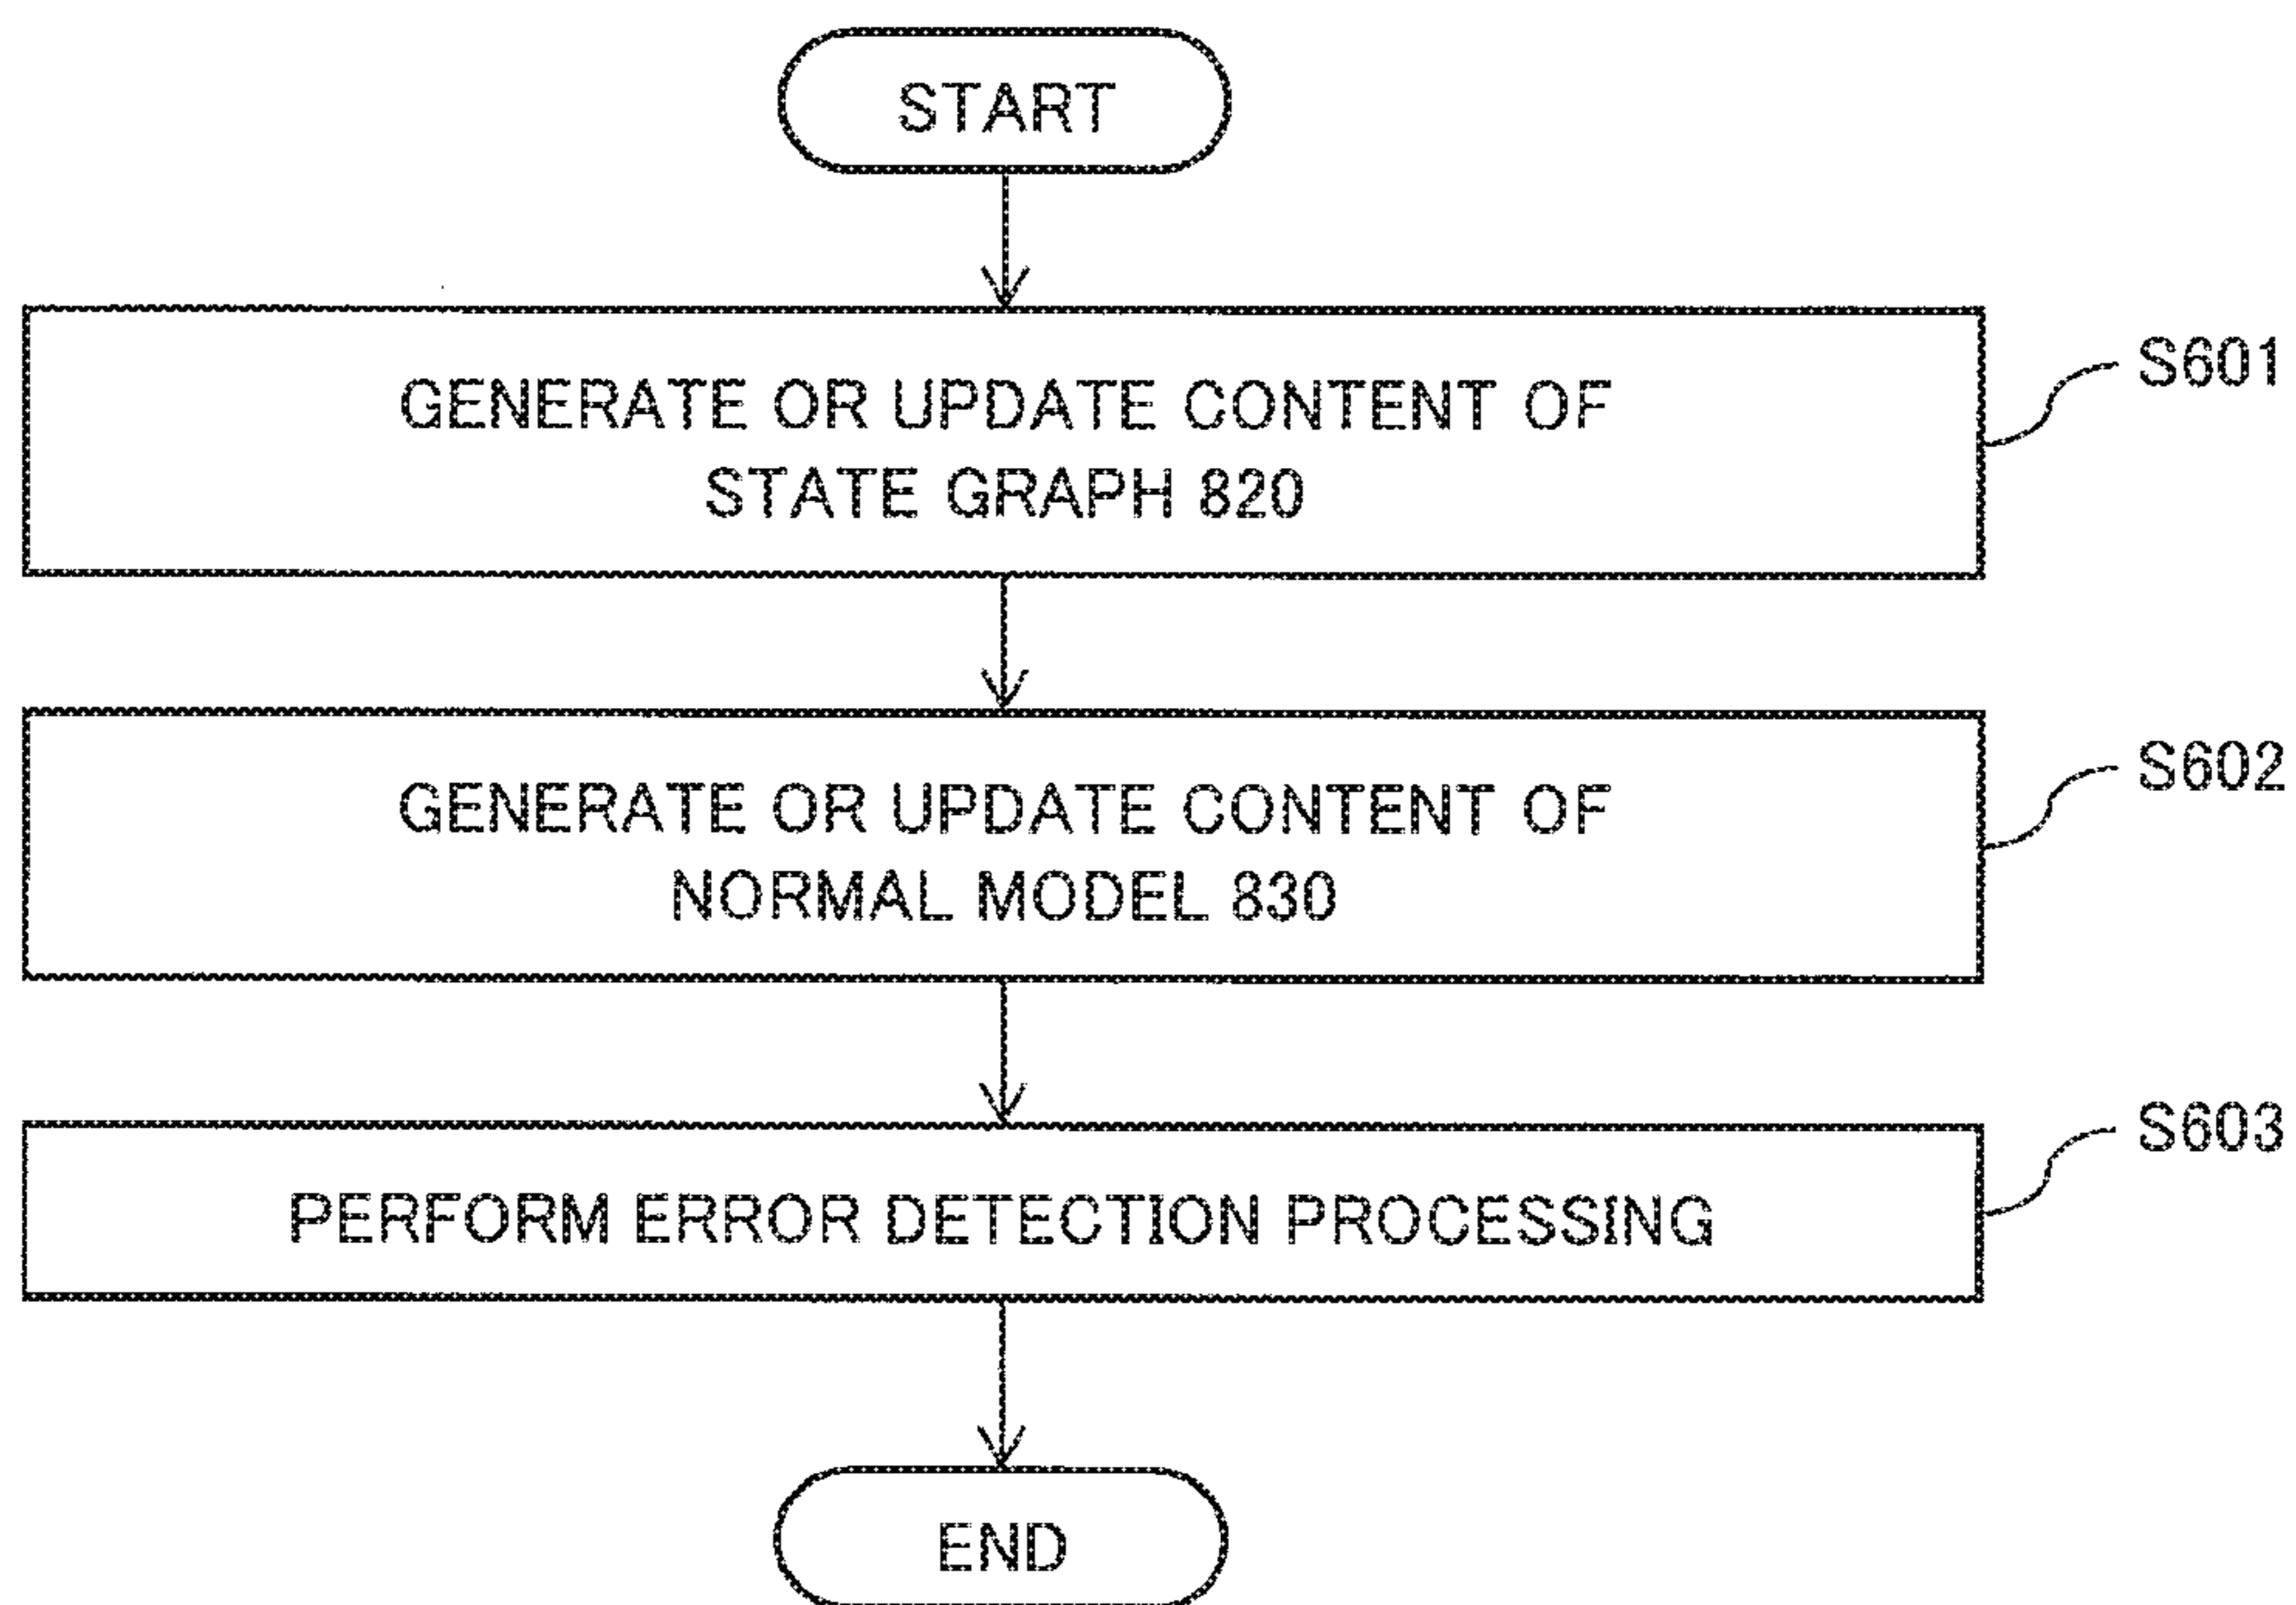 START
GENERATE OR UPDATE CONTENT OF
STATE GRAPH 820
S601
GENERATE OR UPDATE CONTENT OF
NORMAL MODEL 830
S602
PERFORM ERROR DETECTION PROCESSING
S603
END